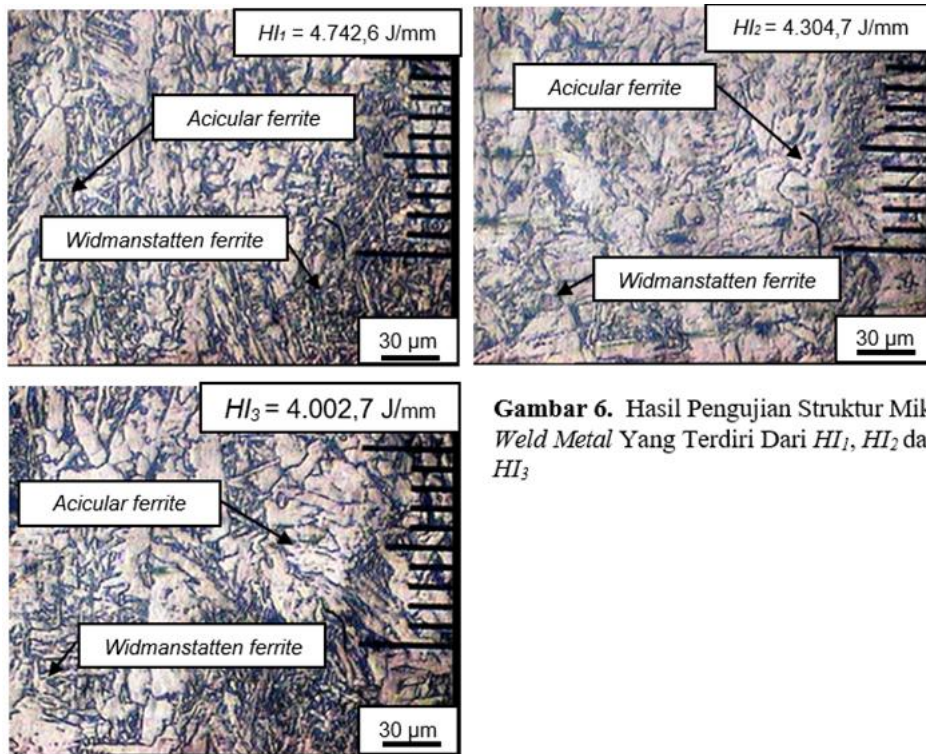 HI₁ = 4.742,6 J/mm
Acicular ferrite
Widmanstatten ferrite
30 µm
HI₂ = 4.304,7 J/mm
Acicular ferrite
Widmanstatten ferrite
30 µm
HI₃ = 4.002,7 J/mm
Acicular ferrite
Widmanstatten ferrite
30 µm
Gambar 6. Hasil Pengujian Struktur Mik
Weld Metal Yang Terdiri Dari HI₁, HI₂ da
HI₃